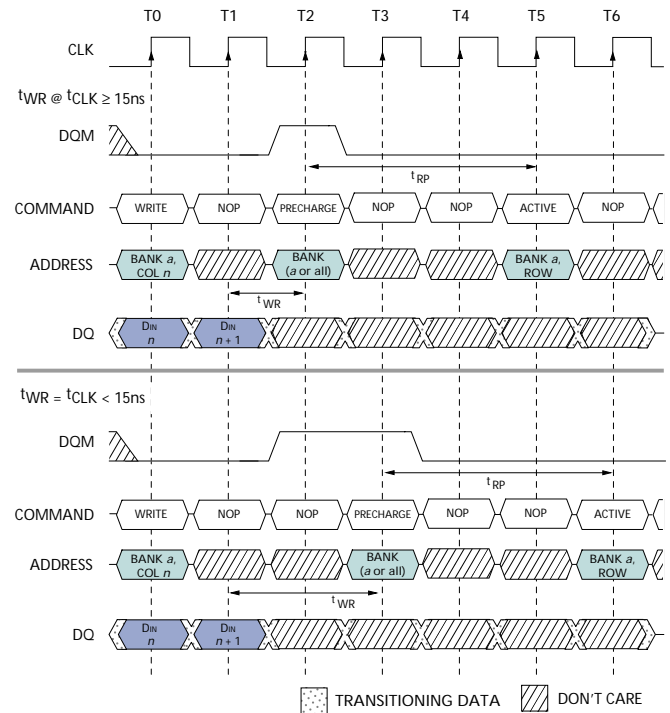 T0 T1 T2 T3 T4 T5 T6
CLK
tWR @ tCLK ≥ 15ns
DQM
tRP
COMMAND WRITE NOP PRECHARGE NOP NOP ACTIVE NOP
ADDRESS BANK a, COL n BANK (a or all) BANK a, ROW
tWR
DQ DIN n DIN n + 1
tWR = tCLK < 15ns
DQM
tRP
COMMAND WRITE NOP NOP PRECHARGE NOP NOP ACTIVE
ADDRESS BANK a, COL n BANK (a or all) BANK a, ROW
tWR
DQ DIN n DIN n + 1
TRANSITIONING DATA DON'T CARE